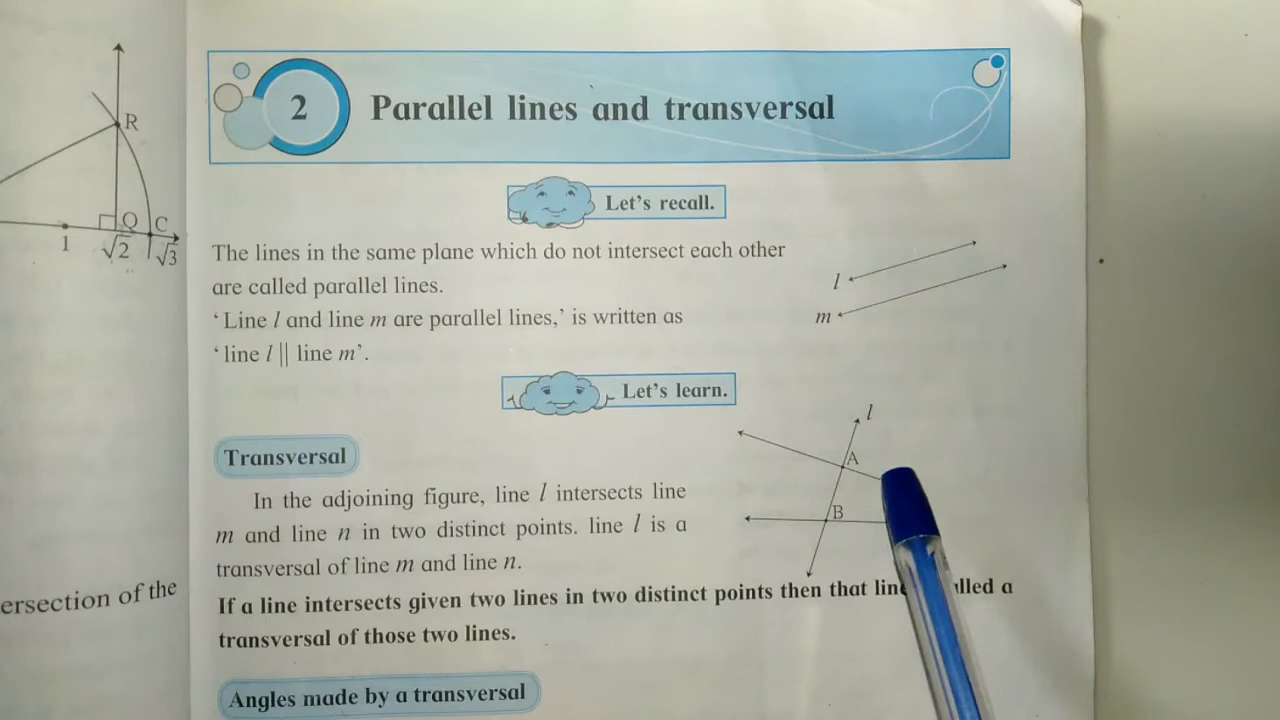 R
Q
C
1
√2
√3
ersection of the
2
Parallel lines and transversal
Let's recall.
The lines in the same plane which do not intersect each other
are called parallel lines.
‘Line l and line m are parallel lines,’ is written as
‘line l || line m’.
l
m
Let's learn.
Transversal
In the adjoining figure, line l intersects line
m and line n in two distinct points. line l is a
transversal of line m and line n.
l
A
B
If a line intersects given two lines in two distinct points then that line a
transversal of those two lines.
Angles made by a transversal